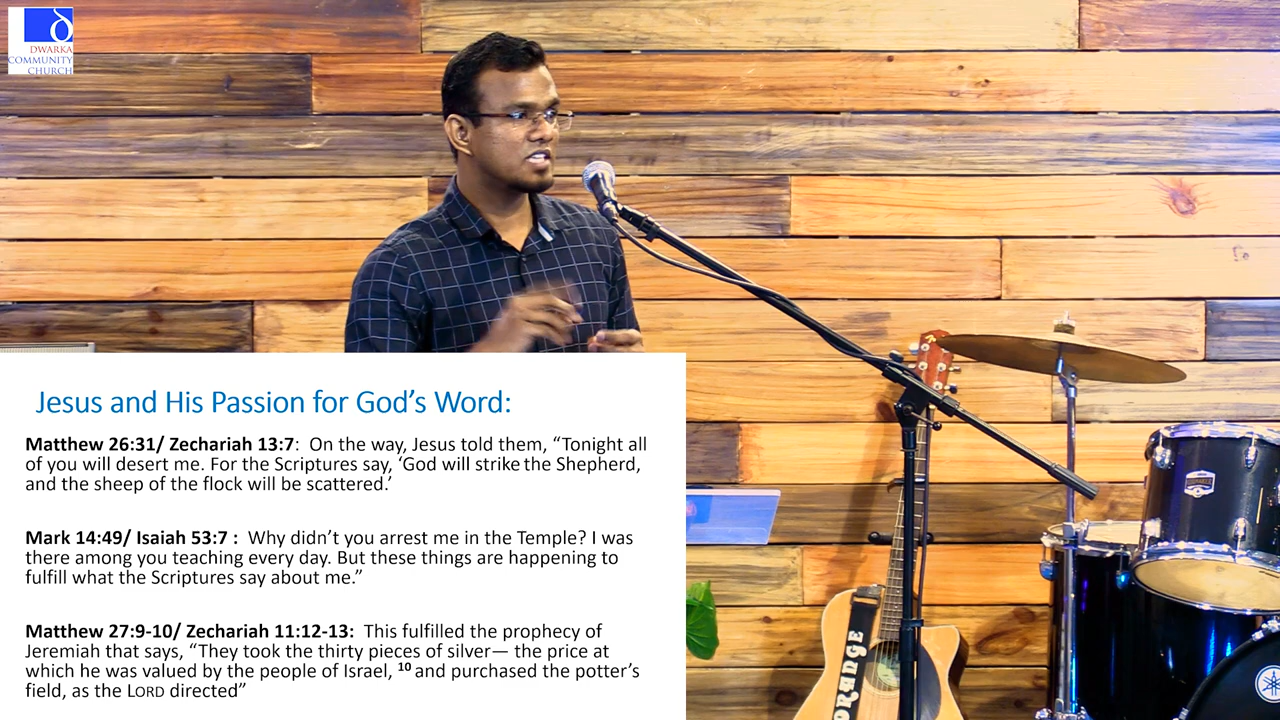 DWARKA
COMMUNITY
CHURCH
Jesus and His Passion for God’s Word:
Matthew 26:31/ Zechariah 13:7:  On the way, Jesus told them, “Tonight all
of you will desert me. For the Scriptures say, ‘God will strike the Shepherd,
and the sheep of the flock will be scattered.’
Mark 14:49/ Isaiah 53:7 :  Why didn’t you arrest me in the Temple? I was
there among you teaching every day. But these things are happening to
fulfill what the Scriptures say about me.”
Matthew 27:9-10/ Zechariah 11:12-13:  This fulfilled the prophecy of
Jeremiah that says, “They took the thirty pieces of silver— the price at
which he was valued by the people of Israel, 10 and purchased the potter’s
field, as the LORD directed”
ORANGE